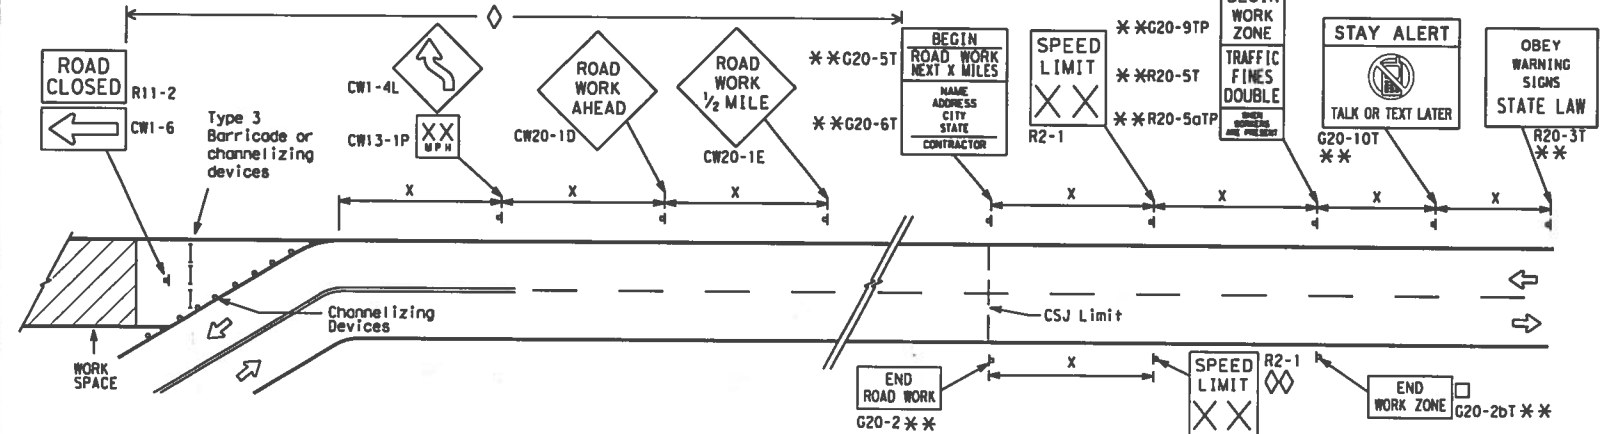 ROAD
CLOSED
R11-2
CW1-6
Type 3
Barricade or
channelizing
devices
CW1-4L
XX
MPH
CW13-1P
ROAD
WORK
AHEAD
CW20-1D
ROAD
WORK
1/2 MILE
CW20-1E
**G20-5T
BEGIN
ROAD WORK
NEXT X MILES
**G20-6T
NAME
ADDRESS
CITY
STATE
CONTRACTOR
SPEED
LIMIT
XX
R2-1
**G20-9TP
**R20-5T
**R20-5aTP
BEGIN
WORK
ZONE
TRAFFIC
FINES
DOUBLE
WHEN
WORKERS
ARE PRESENT
STAY ALERT
TALK OR TEXT LATER
G20-10T
**
OBEY
WARNING
SIGNS
STATE LAW
R20-3T
**
X
X
X
X
X
X
X
Channelizing
Devices
CSJ Limit
WORK
SPACE
END
ROAD WORK
G20-2 **
X
SPEED
LIMIT
XX
R2-1
END
WORK ZONE
G20-2bT **